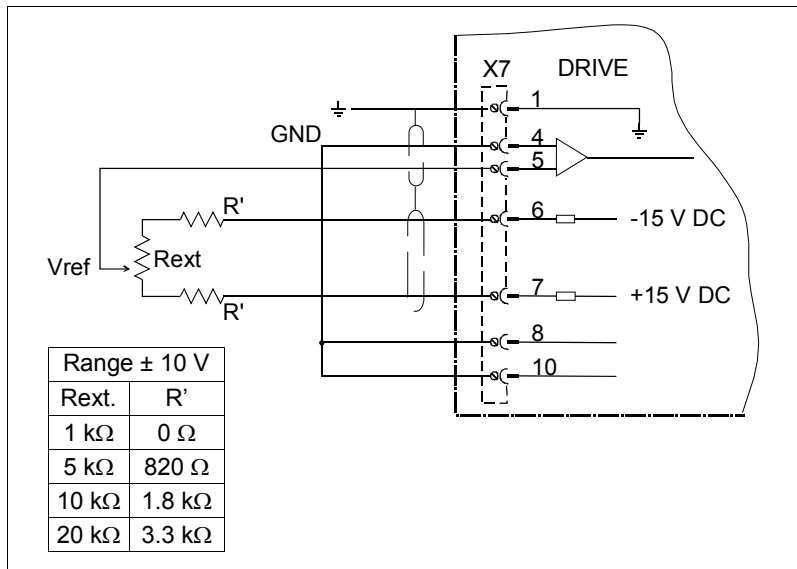 X7 DRIVE
1
GND
4
5
R'
6
-15 V DC
Vref
Rext
R'
7
+15 V DC
8
10
Range ± 10 V
Rext. R’
1 kΩ 0 Ω
5 kΩ 820 Ω
10 kΩ 1.8 kΩ
20 kΩ 3.3 kΩ